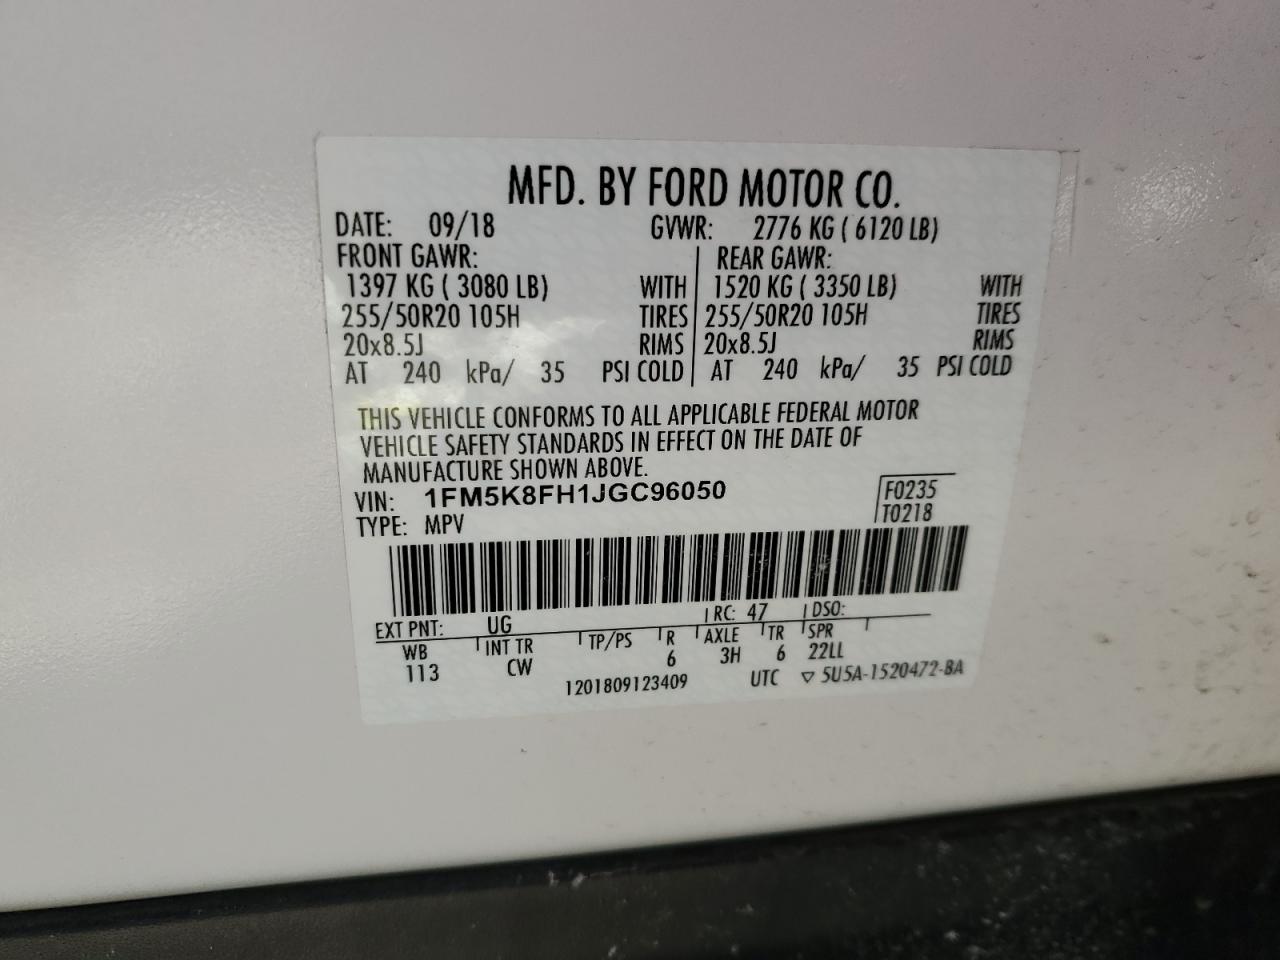 MFD. BY FORD MOTOR CO.
DATE: 09/18 GVWR: 2776 KG ( 6120 LB)
FRONT GAWR: REAR GAWR:
1397 KG ( 3080 LB) WITH 1520 KG ( 3350 LB) WITH
255/50R20 105H TIRES 255/50R20 105H TIRES
20x8.5J RIMS 20x8.5J RIMS
AT 240 kPa/ 35 PSI COLD AT 240 kPa/ 35 PSI COLD
THIS VEHICLE CONFORMS TO ALL APPLICABLE FEDERAL MOTOR
VEHICLE SAFETY STANDARDS IN EFFECT ON THE DATE OF
MANUFACTURE SHOWN ABOVE.
VIN: 1FM5K8FH1JGC96050 F0235
TYPE: MPV T0218
EXT PNT: UG RC: 47 DSO:
WB INT TR TP/PS R AXLE TR SPR
113 CW 6 3H 6 22LL
1201809123409 UTC ▽ 5U5A-1520472-BA